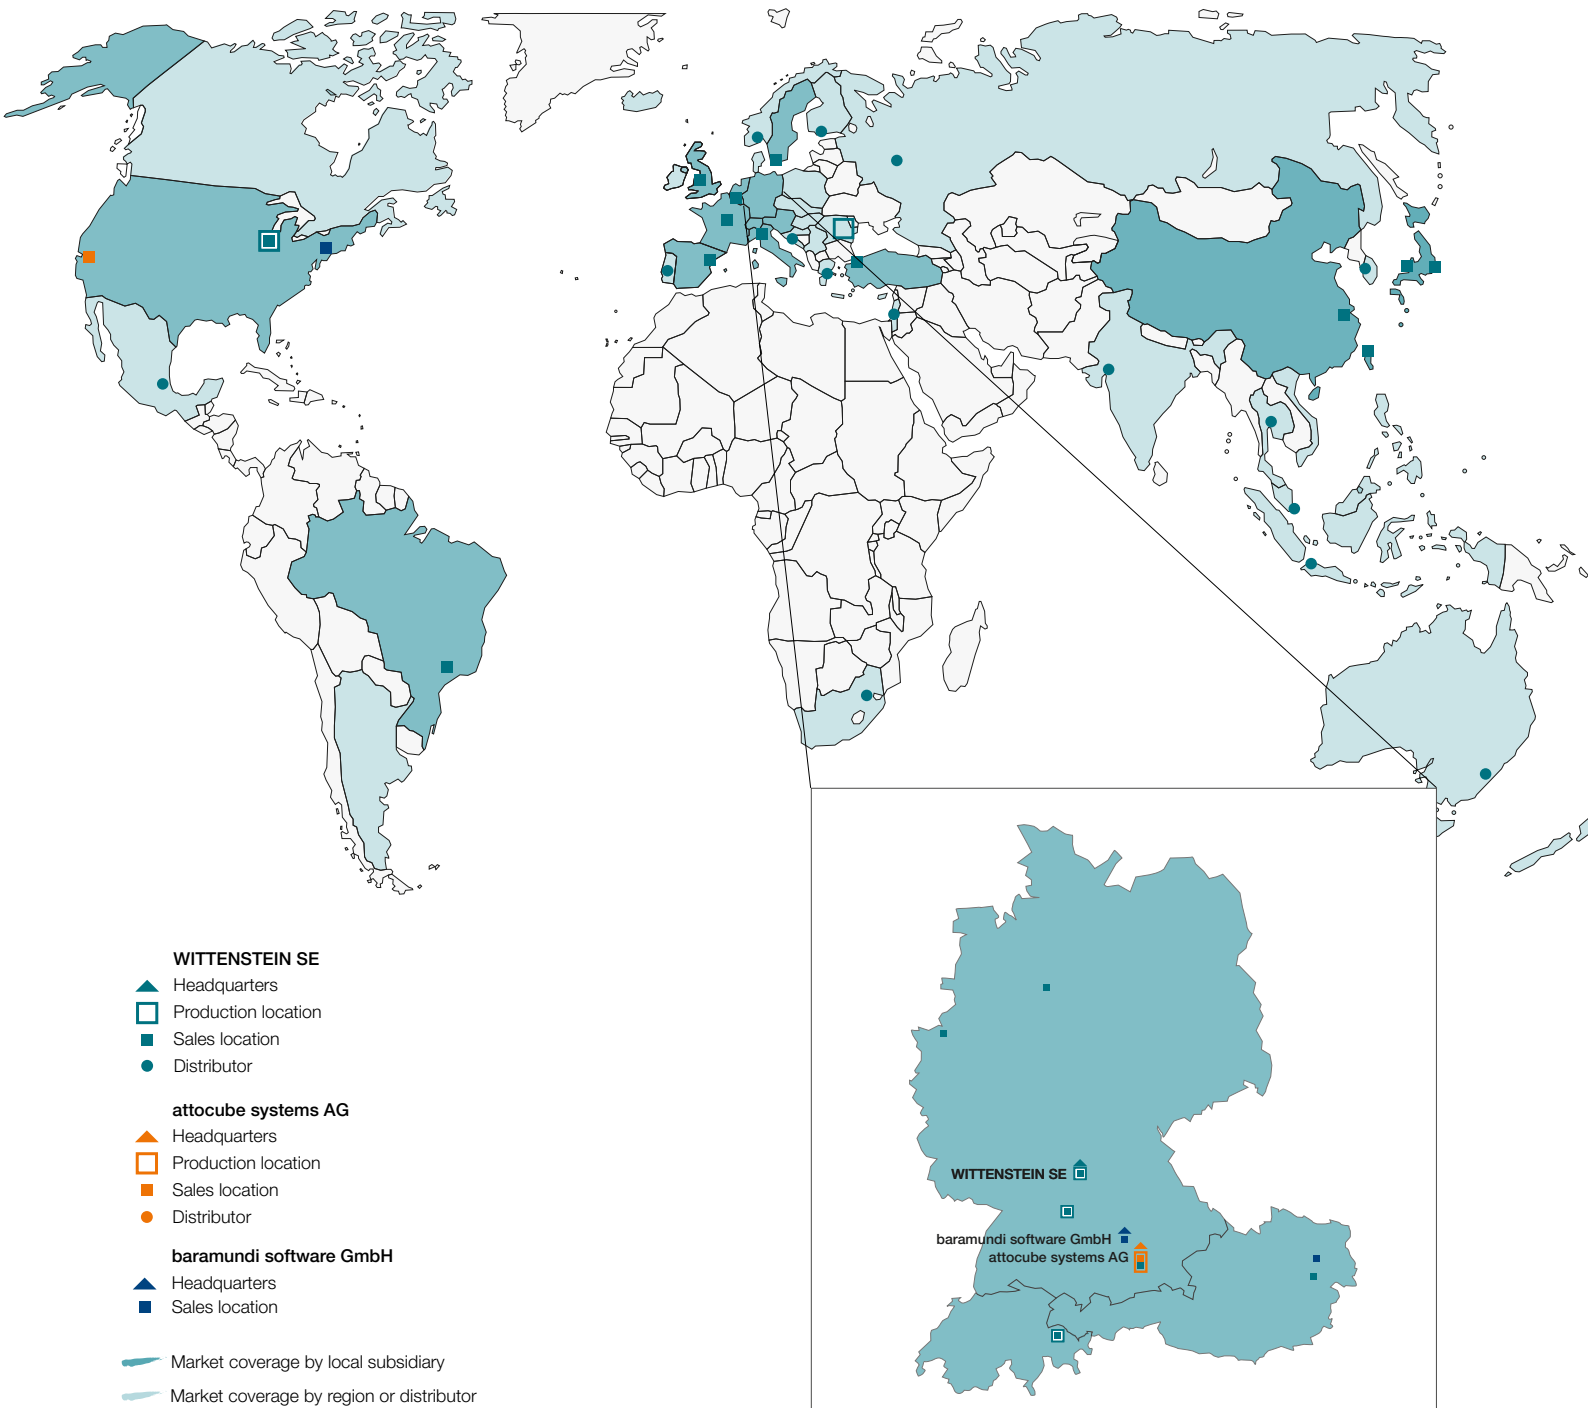 WITTENSTEIN SE
Headquarters
Production location
Sales location
Distributor
attocube systems AG
Headquarters
Production location
Sales location
Distributor
baramundi software GmbH
Headquarters
Sales location
Market coverage by local subsidiary
Market coverage by region or distributor
WITTENSTEIN SE
baramundi software GmbH
attocube systems AG